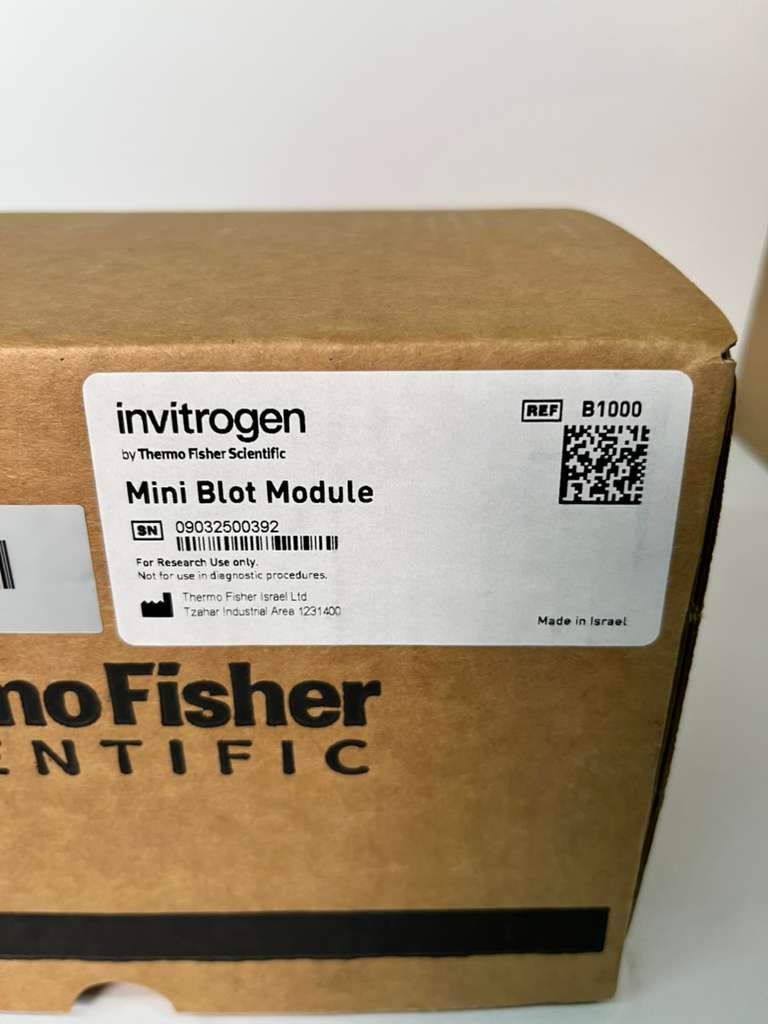 invitrogen
by Thermo Fisher Scientific
REF B1000
Mini Blot Module
SN 09032500392
For Research Use only.
Not for use in diagnostic procedures.
Thermo Fisher Israel Ltd
Tzahar Industrial Area 1231400
Made in Israel
moFisher
ENTIFIC